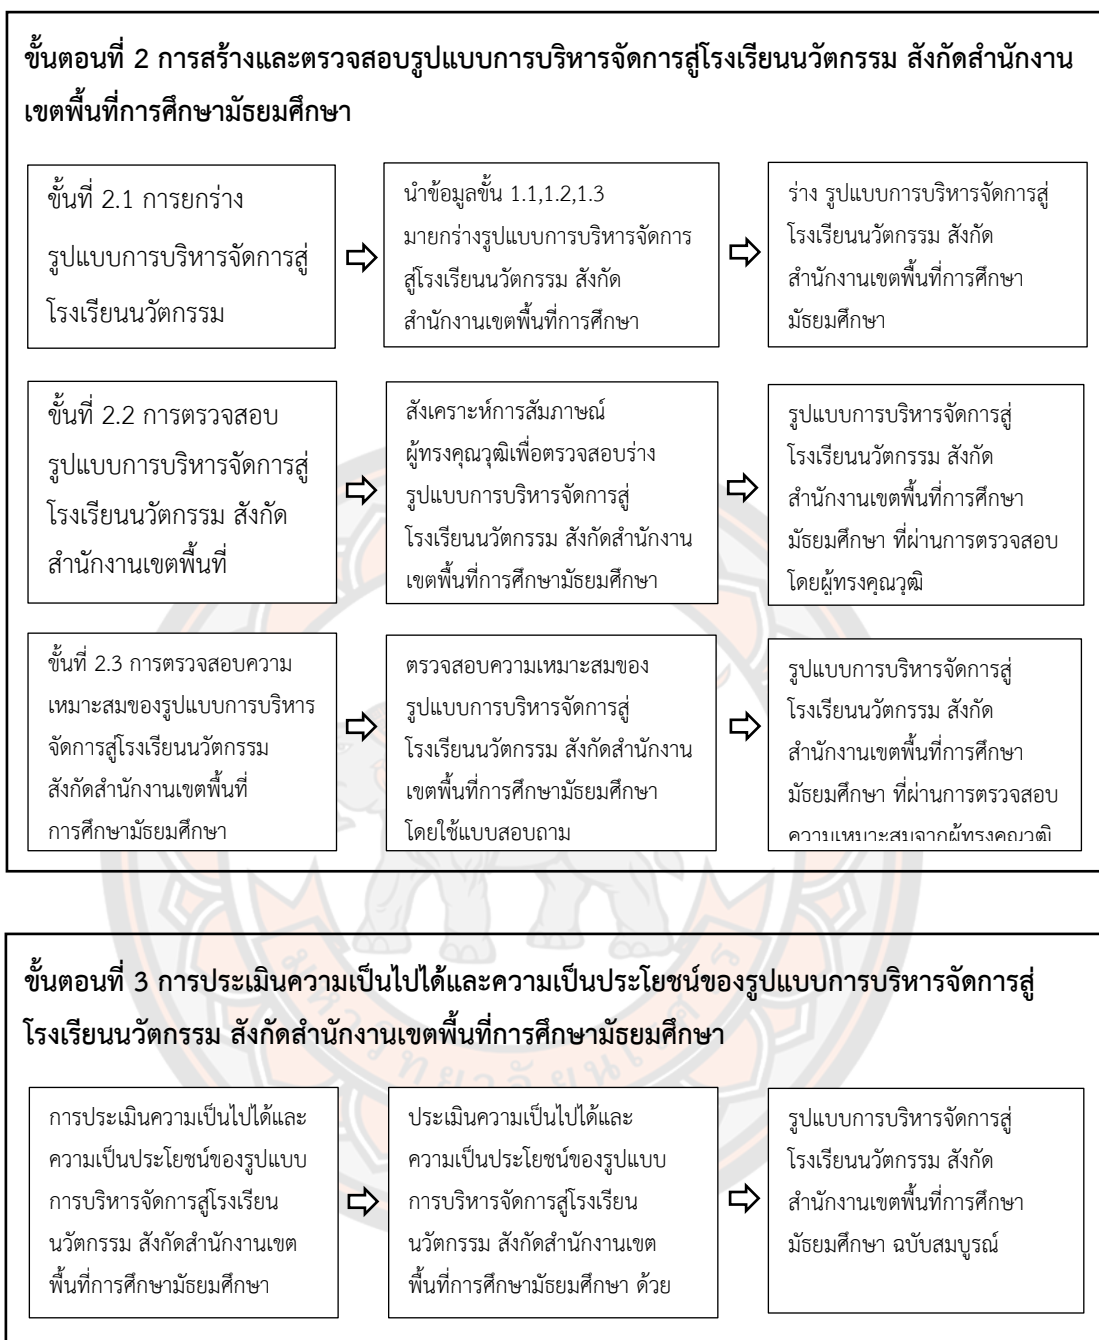 ขั้นตอนที่ 2 การสร้างและตรวจสอบรูปแบบการบริหารจัดการสู่โรงเรียนนวัตกรรม สังกัดสำนักงาน
เขตพื้นที่การศึกษามัธยมศึกษา
ขั้นที่ 2.1 การยกร่าง
รูปแบบการบริหารจัดการสู่
โรงเรียนนวัตกรรม
นำข้อมูลขั้น 1.1,1.2,1.3
มายกร่างรูปแบบการบริหารจัดการ
สู่โรงเรียนนวัตกรรม สังกัด
สำนักงานเขตพื้นที่การศึกษา
ร่าง รูปแบบการบริหารจัดการสู่
โรงเรียนนวัตกรรม สังกัด
สำนักงานเขตพื้นที่การศึกษา
มัธยมศึกษา
ขั้นที่ 2.2 การตรวจสอบ
รูปแบบการบริหารจัดการสู่
โรงเรียนนวัตกรรม สังกัด
สำนักงานเขตพื้นที่
สังเคราะห์การสัมภาษณ์
ผู้ทรงคุณวุฒิเพื่อตรวจสอบร่าง
รูปแบบการบริหารจัดการสู่
โรงเรียนนวัตกรรม สังกัดสำนักงาน
เขตพื้นที่การศึกษามัธยมศึกษา
รูปแบบการบริหารจัดการสู่
โรงเรียนนวัตกรรม สังกัด
สำนักงานเขตพื้นที่การศึกษา
มัธยมศึกษา ที่ผ่านการตรวจสอบ
โดยผู้ทรงคุณวุฒิ
ขั้นที่ 2.3 การตรวจสอบความ
เหมาะสมของรูปแบบการบริหาร
จัดการสู่โรงเรียนนวัตกรรม
สังกัดสำนักงานเขตพื้นที่
การศึกษามัธยมศึกษา
ตรวจสอบความเหมาะสมของ
รูปแบบการบริหารจัดการสู่
โรงเรียนนวัตกรรม สังกัดสำนักงาน
เขตพื้นที่การศึกษามัธยมศึกษา
โดยใช้แบบสอบถาม
รูปแบบการบริหารจัดการสู่
โรงเรียนนวัตกรรม สังกัด
สำนักงานเขตพื้นที่การศึกษา
มัธยมศึกษา ที่ผ่านการตรวจสอบ
ความเหมาะสมจากผู้ทรงคุณวุฒิ
ขั้นตอนที่ 3 การประเมินความเป็นไปได้และความเป็นประโยชน์ของรูปแบบการบริหารจัดการสู่
โรงเรียนนวัตกรรม สังกัดสำนักงานเขตพื้นที่การศึกษามัธยมศึกษา
การประเมินความเป็นไปได้และ
ความเป็นประโยชน์ของรูปแบบ
การบริหารจัดการสู่โรงเรียน
นวัตกรรม สังกัดสำนักงานเขต
พื้นที่การศึกษามัธยมศึกษา
ประเมินความเป็นไปได้และ
ความเป็นประโยชน์ของรูปแบบ
การบริหารจัดการสู่โรงเรียน
นวัตกรรม สังกัดสำนักงานเขต
พื้นที่การศึกษามัธยมศึกษา ด้วย
รูปแบบการบริหารจัดการสู่
โรงเรียนนวัตกรรม สังกัด
สำนักงานเขตพื้นที่การศึกษา
มัธยมศึกษา ฉบับสมบูรณ์
มหาวิทยาลัยนเรศวร